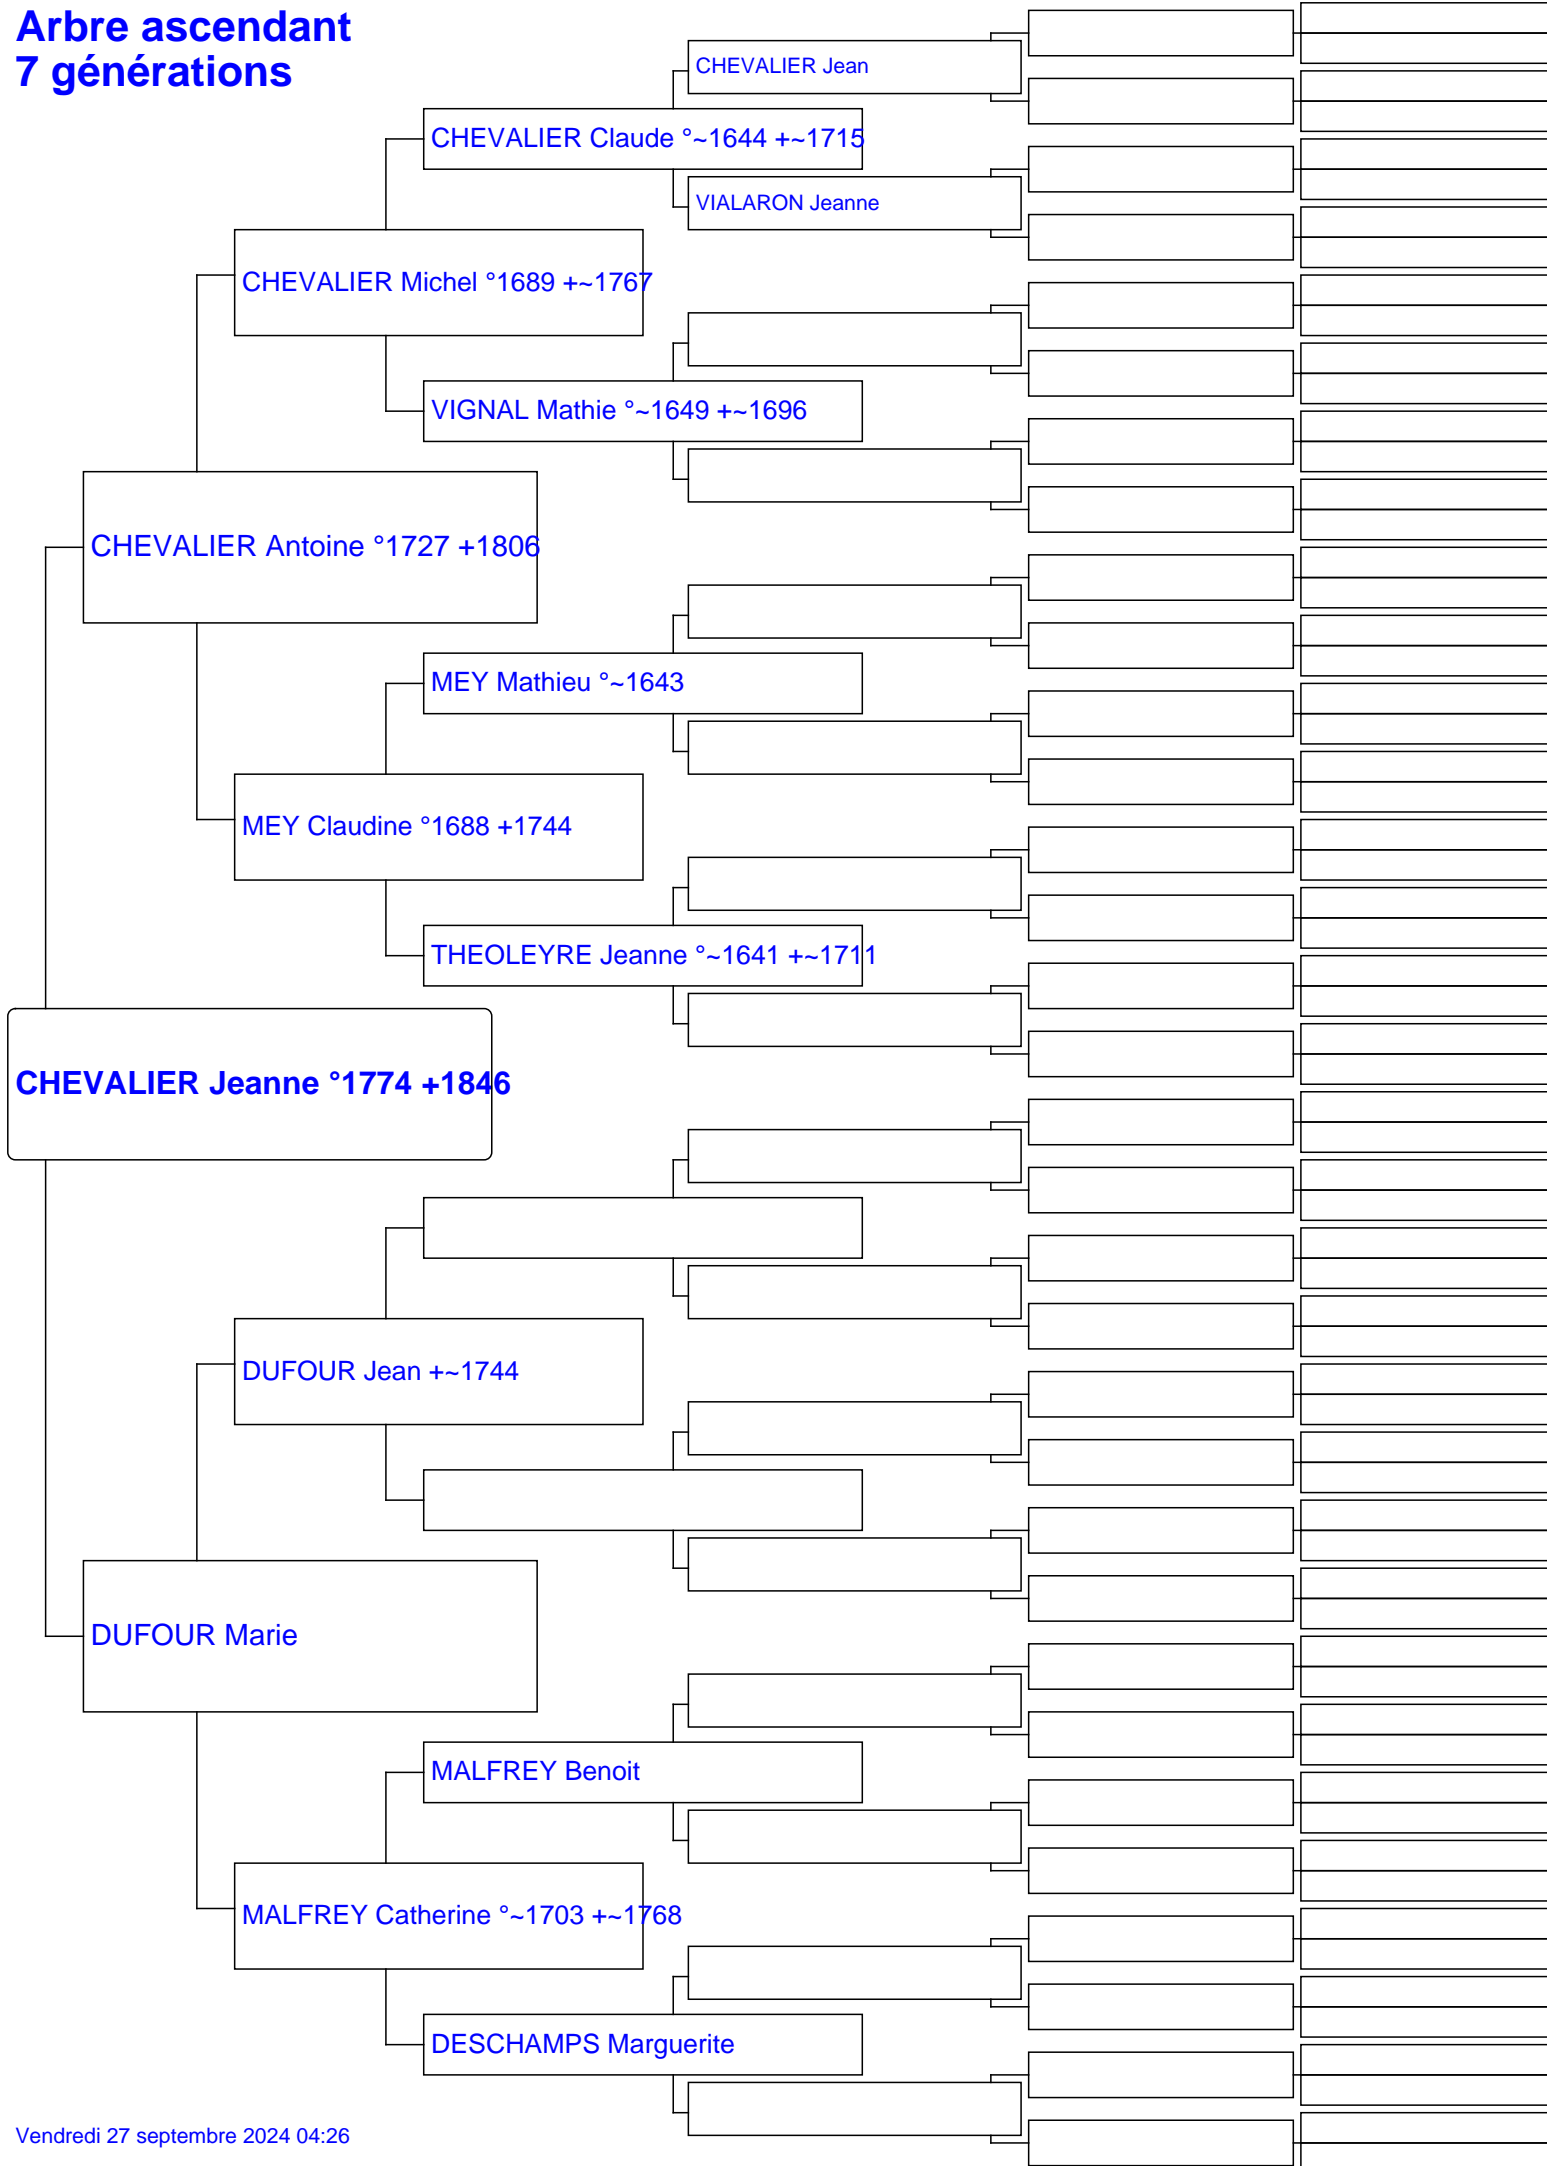 Arbre ascendant
7 générations
CHEVALIER Jean
CHEVALIER Claude °~1644 +~1715
VIALARON Jeanne
CHEVALIER Michel °1689 +~1767
VIGNAL Mathie °~1649 +~1696
CHEVALIER Antoine °1727 +1806
MEY Mathieu °~1643
MEY Claudine °1688 +1744
THEOLEYRE Jeanne °~1641 +~1711
CHEVALIER Jeanne °1774 +1846
DUFOUR Jean +~1744
DUFOUR Marie
MALFREY Benoit
MALFREY Catherine °~1703 +~1768
DESCHAMPS Marguerite
Vendredi 27 septembre 2024 04:26